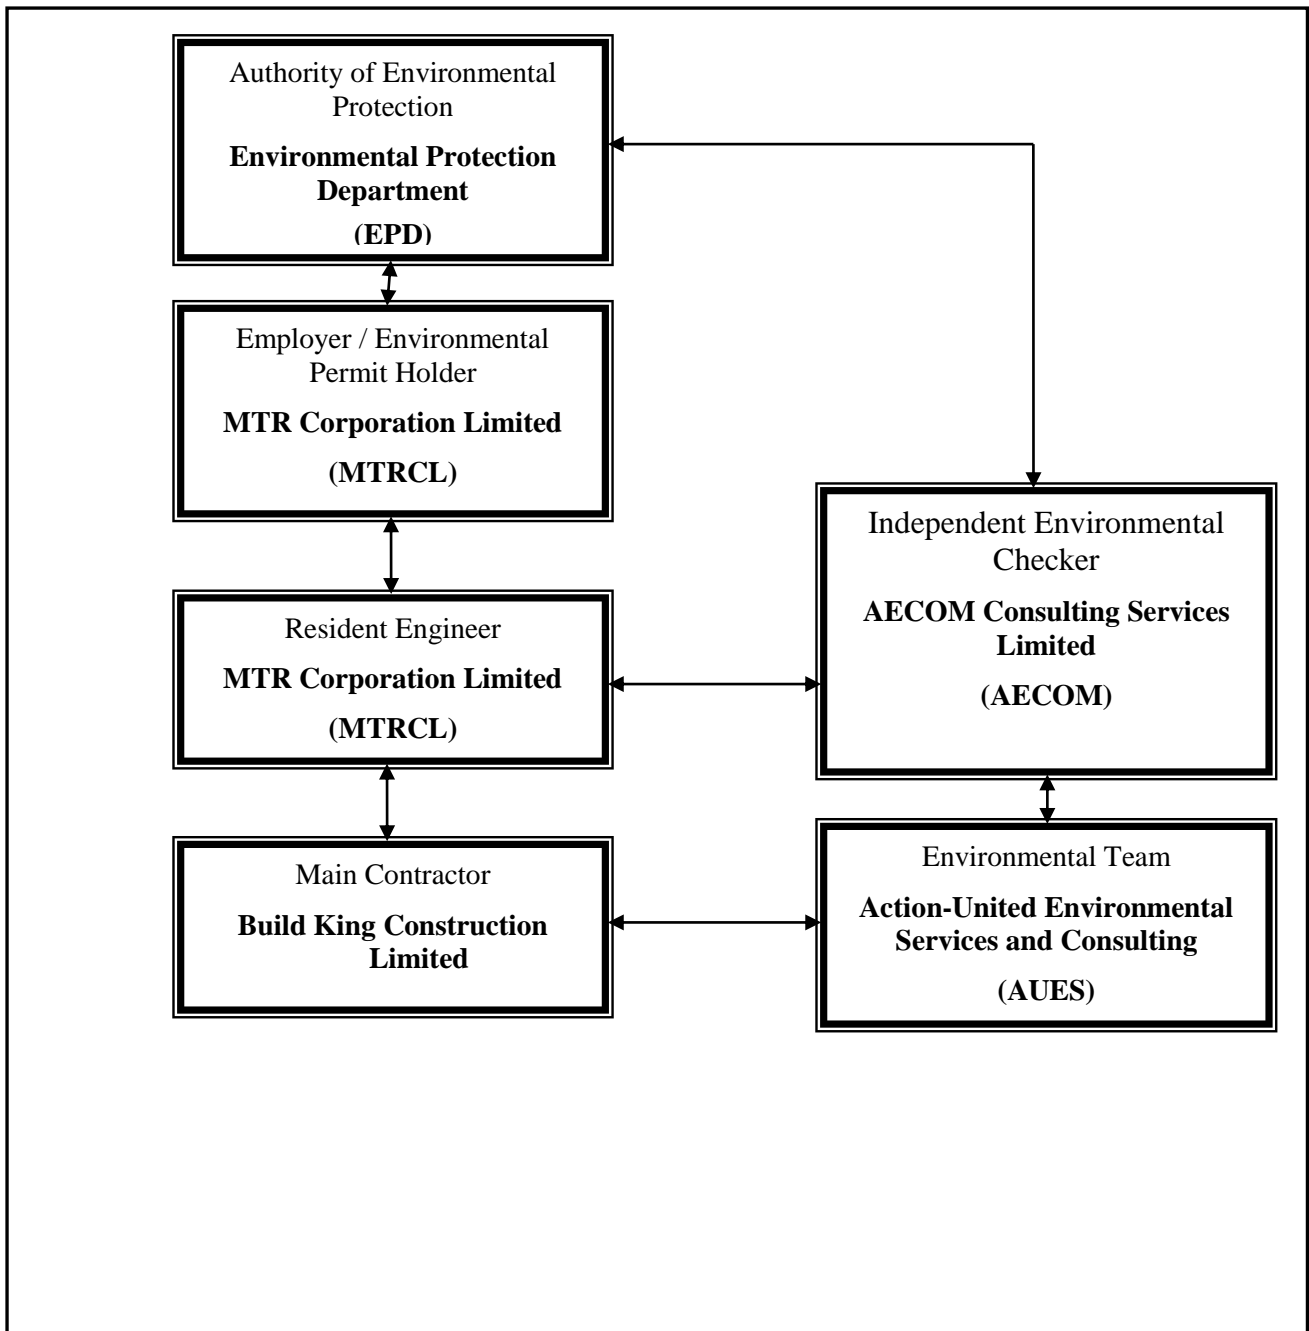 Authority of Environmental
Protection
Environmental Protection
Department
(EPD)
Employer / Environmental
Permit Holder
MTR Corporation Limited
(MTRCL)
Resident Engineer
MTR Corporation Limited
(MTRCL)
Main Contractor
Build King Construction
Limited
Independent Environmental
Checker
AECOM Consulting Services
Limited
(AECOM)
Environmental Team
Action-United Environmental
Services and Consulting
(AUES)